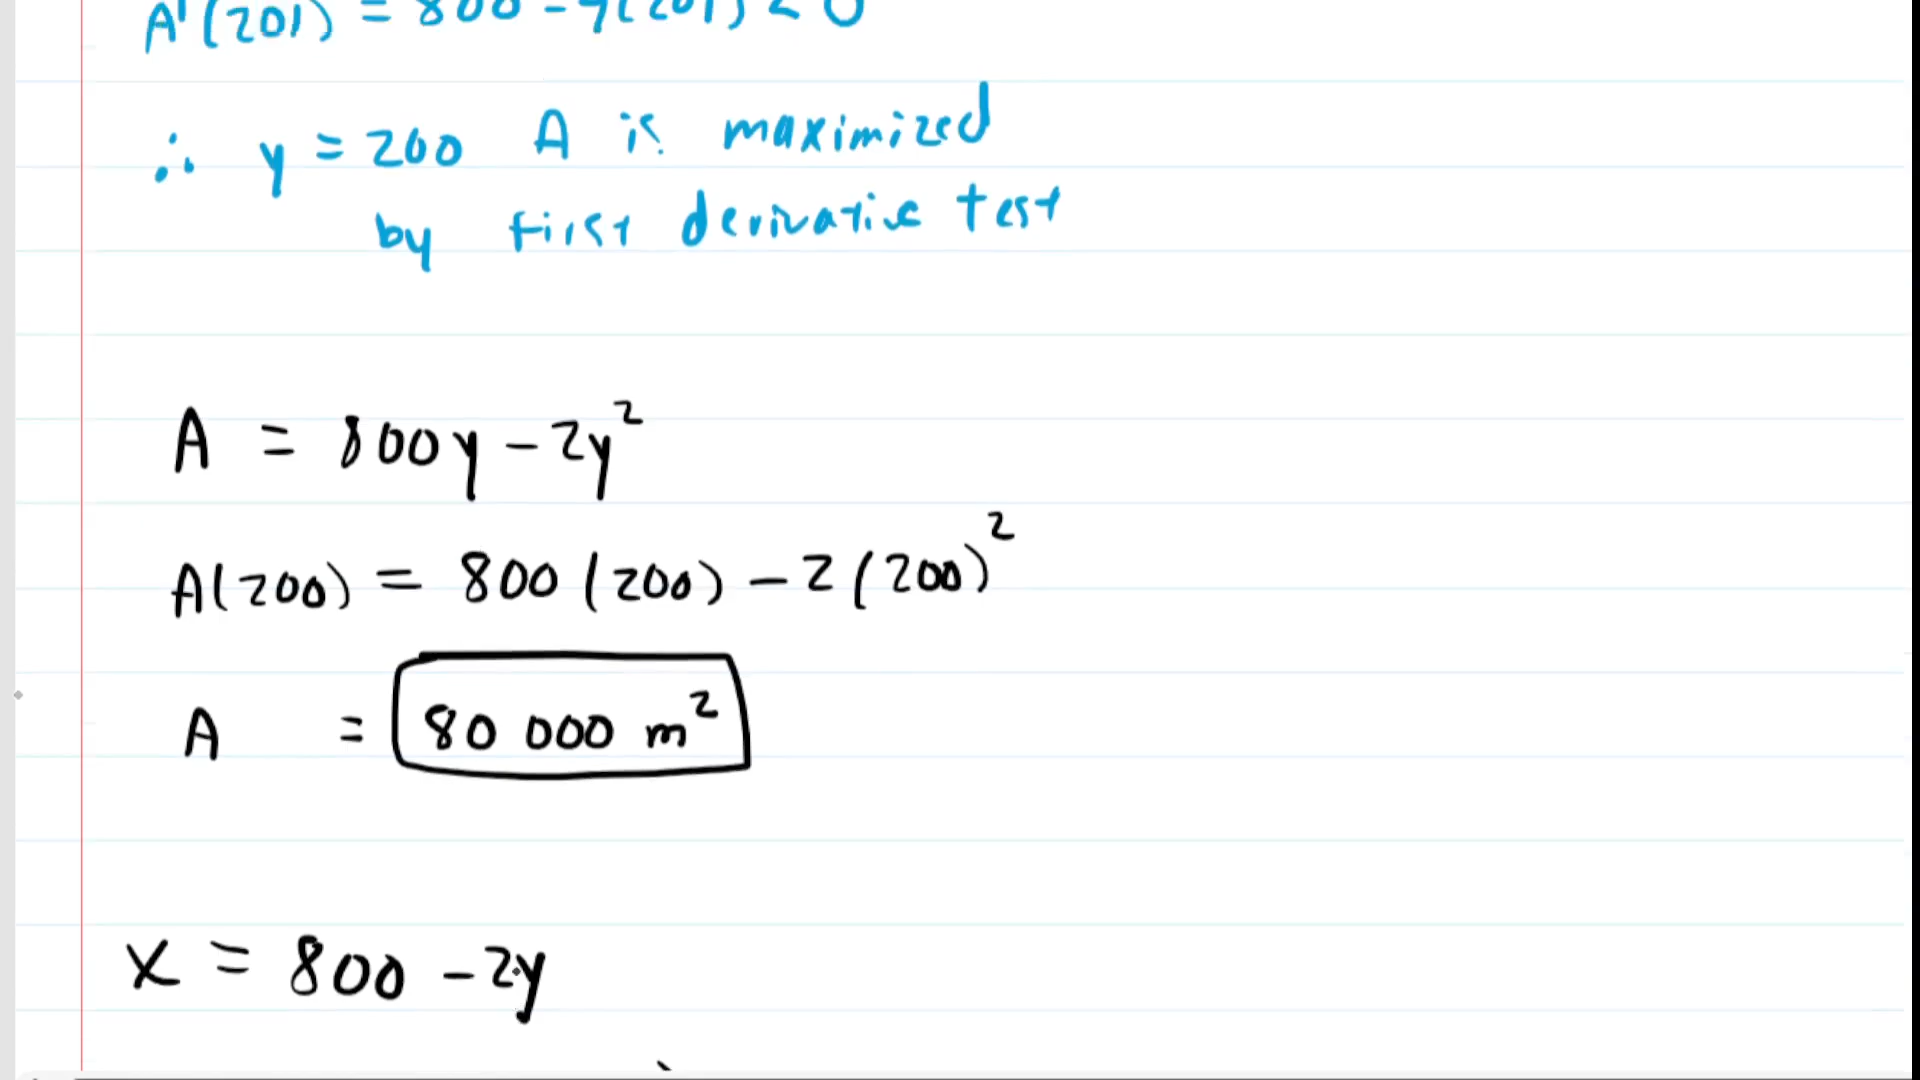 A'(201) = 800 - 4(201) < 0
∴ y = 200 A is maximized
by first derivative test
A = 800y - 2y²
A(200) = 800(200) - 2(200)²
A = 80 000 m²
x = 800 - 2y